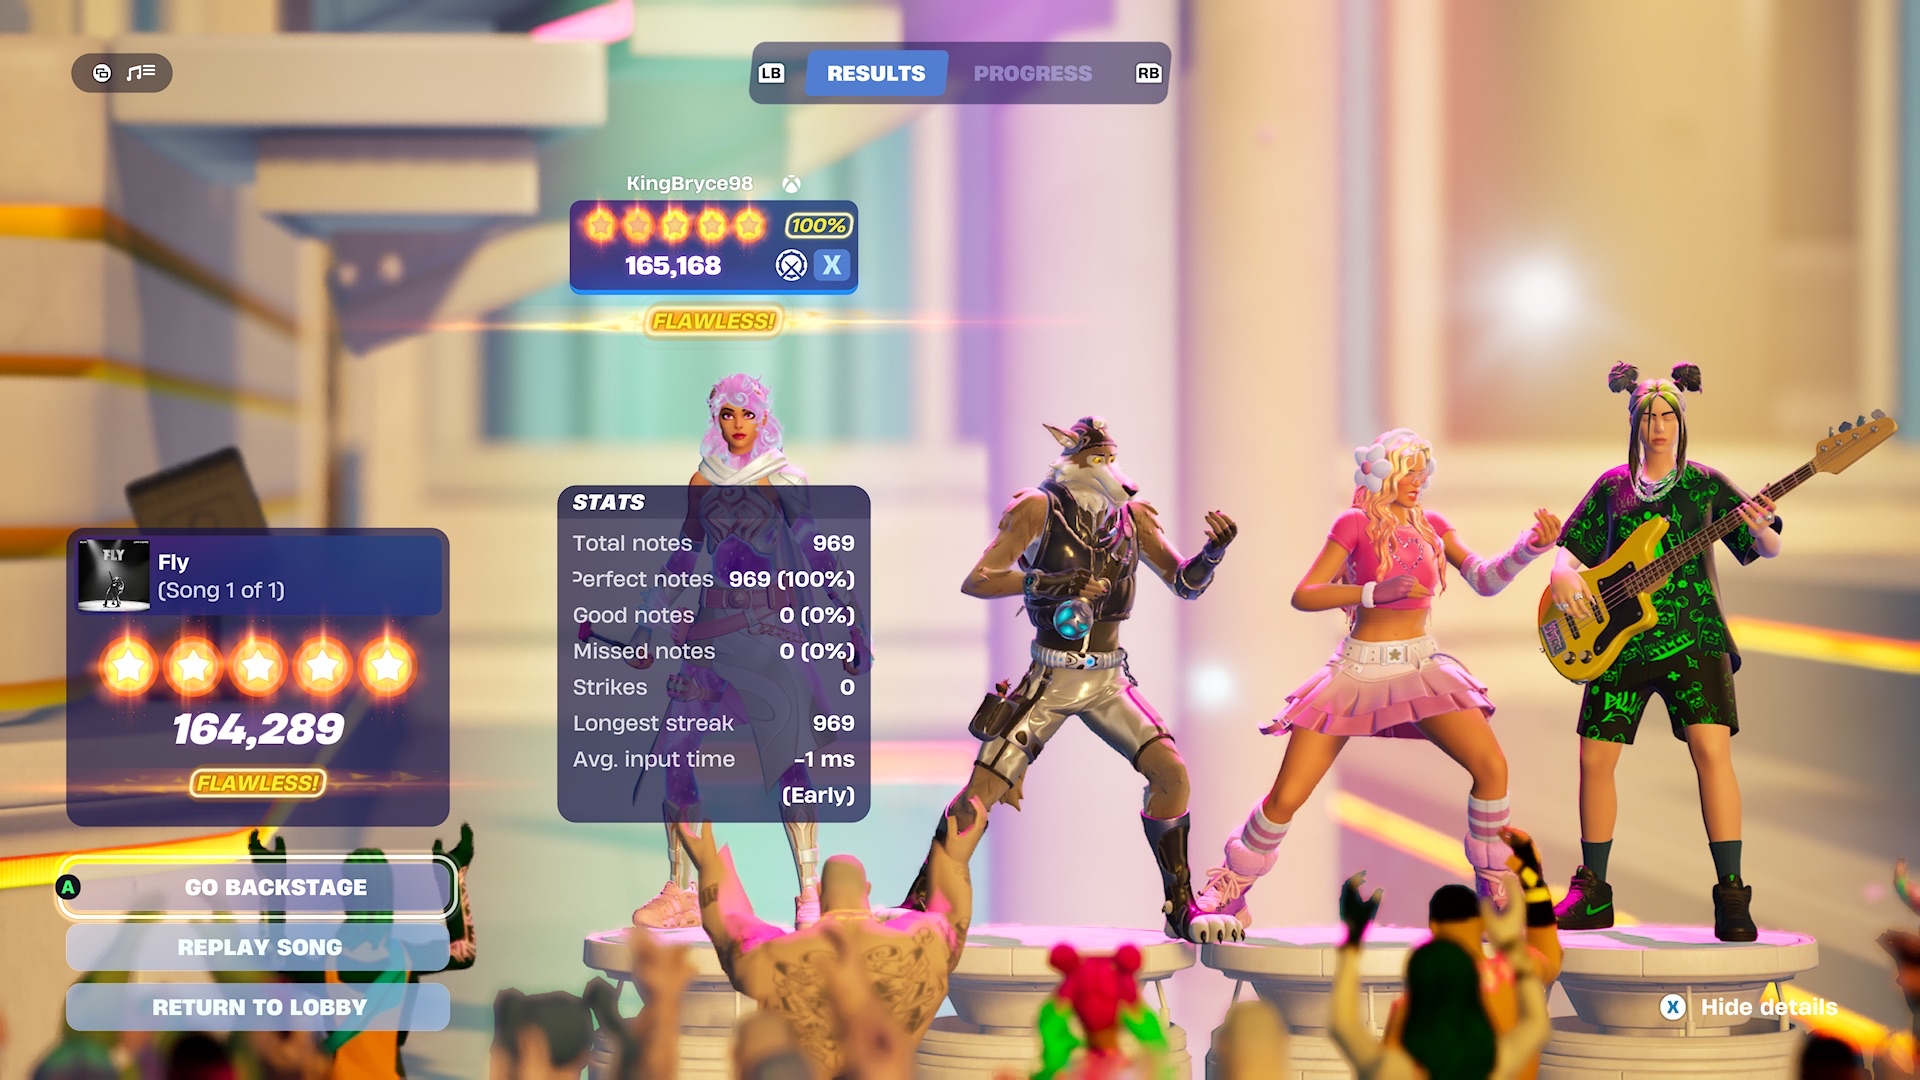 LB RESULTS PROGRESS RB
KingBryce98
100%
165,168 X
FLAWLESS!
STATS
Total notes 969
Perfect notes 969 (100%)
Good notes 0 (0%)
Missed notes 0 (0%)
Strikes 0
Longest streak 969
Avg. input time -1 ms
(Early)
FLY
Fly
(Song 1 of 1)
164,289
FLAWLESS!
A GO BACKSTAGE
REPLAY SONG
RETURN TO LOBBY
X Hide details